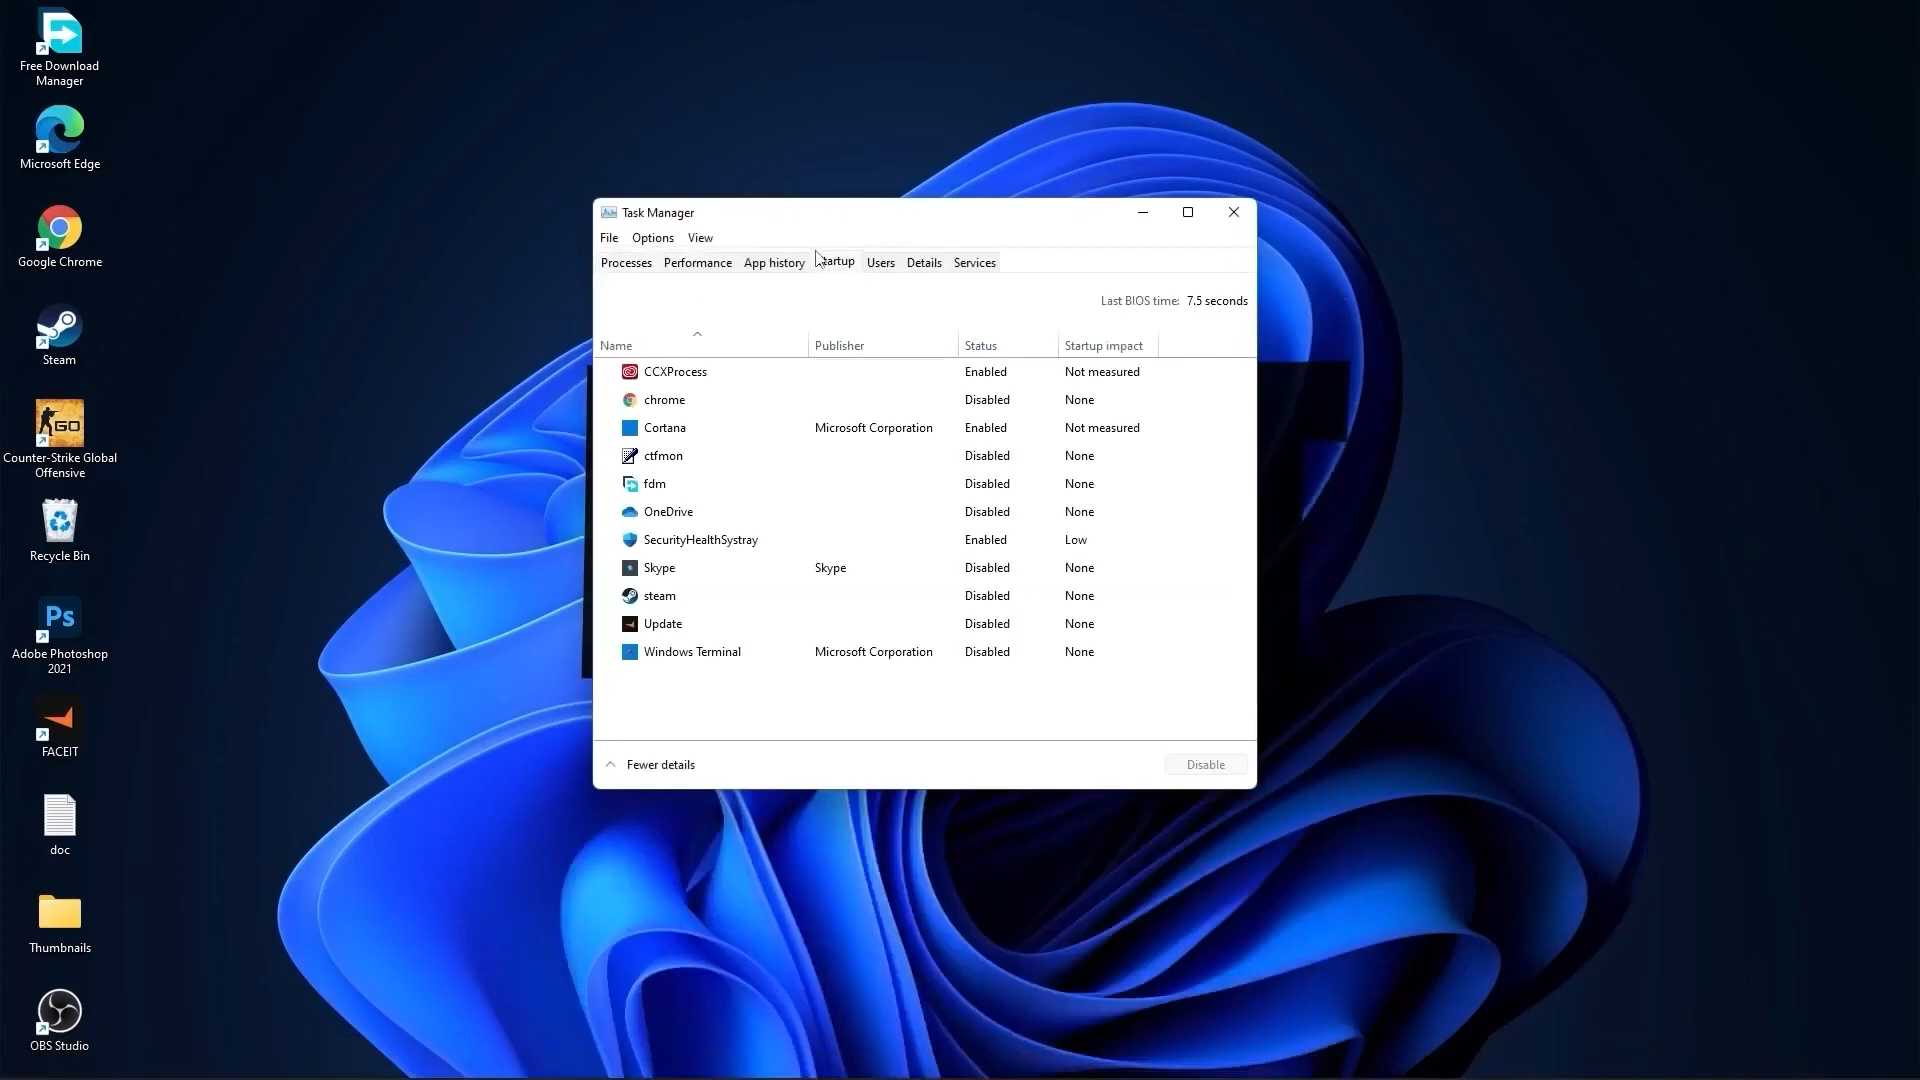 Free Download
Manager
Microsoft Edge
Google Chrome
Steam
GO
Counter-Strike Global
Offensive
Recycle Bin
Ps
Adobe Photoshop
2021
FACEIT
doc
Thumbnails
OBS Studio
Task Manager
File Options View
Processes Performance App history tartup Users Details Services
Last BIOS time: 7.5 seconds
Name Publisher Status Startup impact
CCXProcess Enabled Not measured
chrome Disabled None
Cortana Microsoft Corporation Enabled Not measured
ctfmon Disabled None
fdm Disabled None
OneDrive Disabled None
SecurityHealthSystray Enabled Low
Skype Skype Disabled None
steam Disabled None
Update Disabled None
Windows Terminal Microsoft Corporation Disabled None
Fewer details Disable